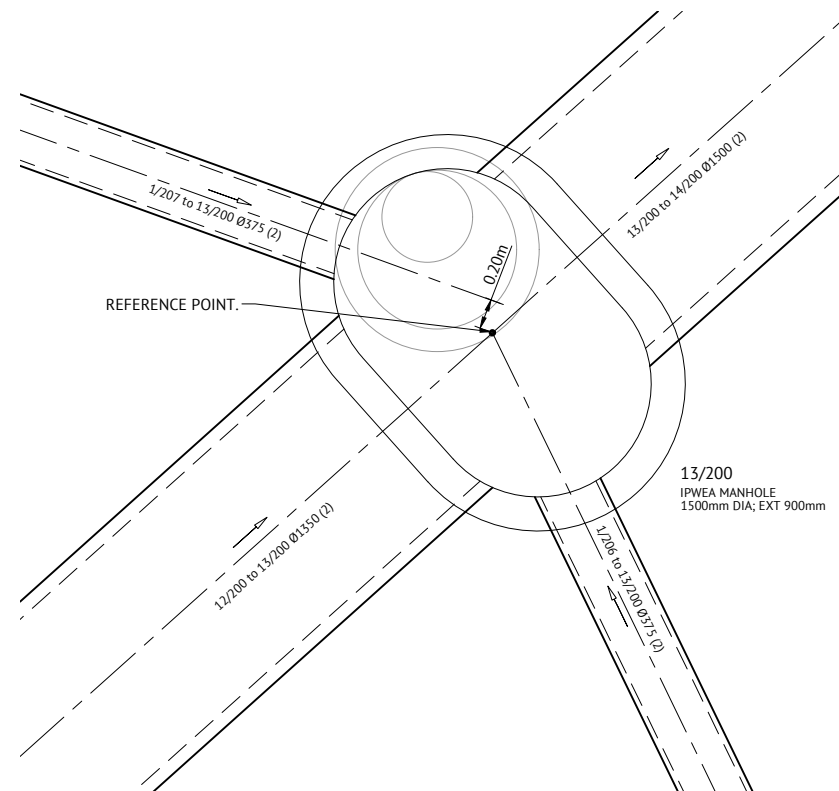 13/200 to 14/200 Ø1500 (2)
1/207 to 13/200 Ø375 (2)
0.20m
REFERENCE POINT.
13/200
IPWEA MANHOLE
1500mm DIA; EXT 900mm
12/200 to 13/200 Ø1350 (2)
1/206 to 13/200 Ø375 (2)